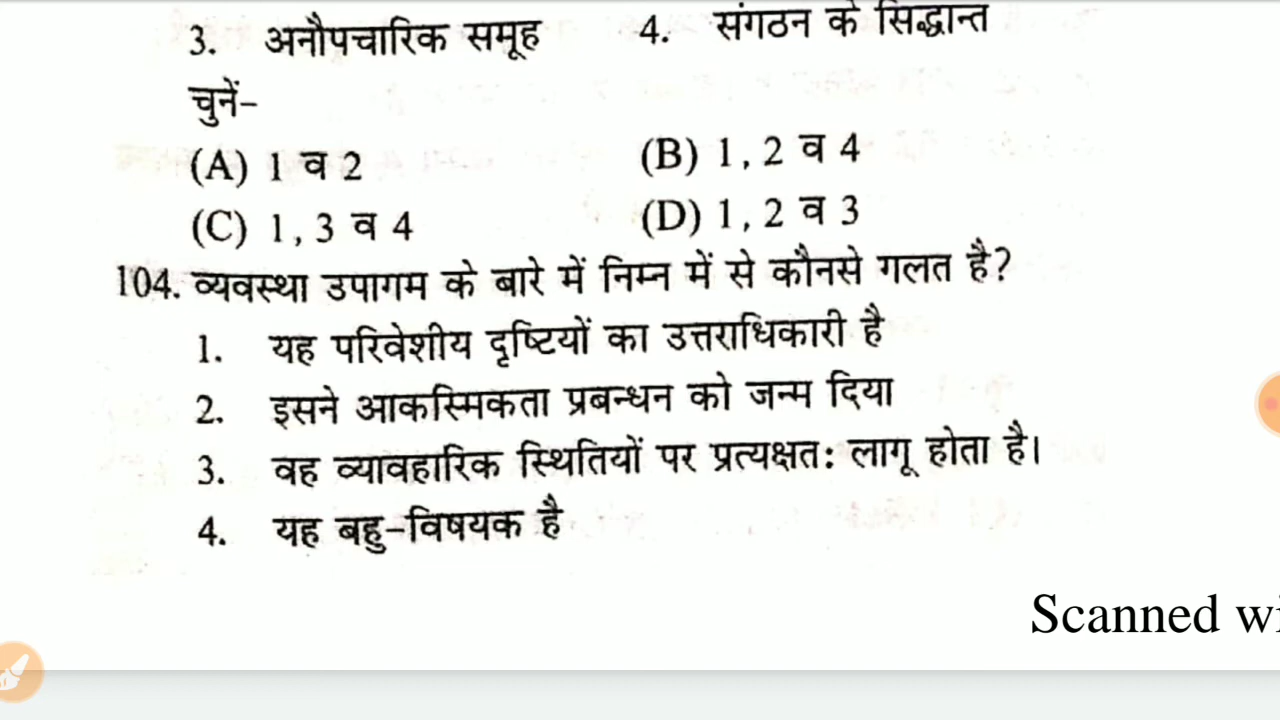 3. अनौपचारिक समूह 4. संगठन के सिद्धान्त
चुनें-
(A) 1 व 2 (B) 1, 2 व 4
(C) 1, 3 व 4 (D) 1, 2 व 3
104. व्यवस्था उपागम के बारे में निम्न में से कौनसे गलत है?
1. यह परिवेशीय दृष्टियों का उत्तराधिकारी है
2. इसने आकस्मिकता प्रबन्धन को जन्म दिया
3. वह व्यावहारिक स्थितियों पर प्रत्यक्षतः लागू होता है।
4. यह बहु-विषयक है
Scanned